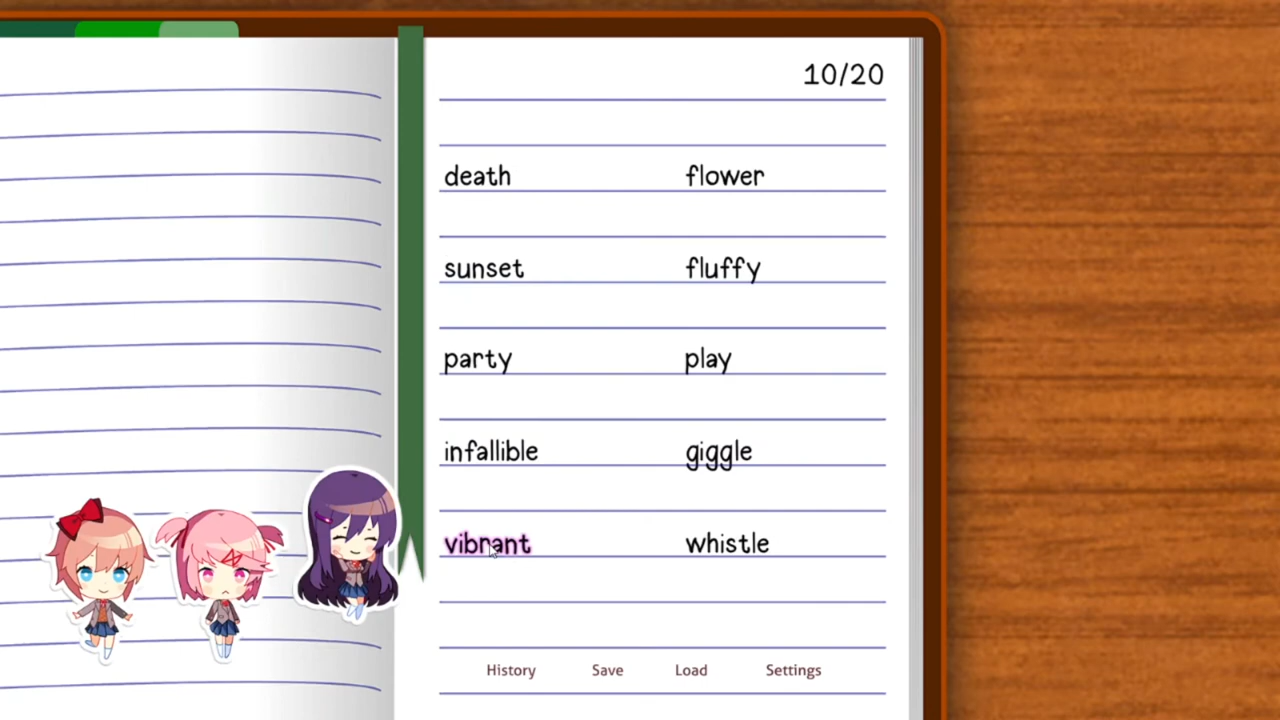 10/20
death flower
sunset fluffy
party play
infallible giggle
vibrant whistle
History Save Load Settings